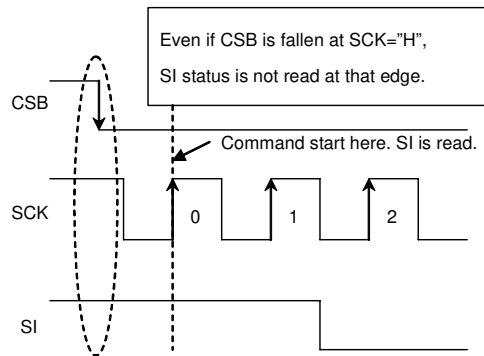 Even if CSB is fallen at SCK=”H”,
SI status is not read at that edge.
CSB
Command start here. SI is read.
SCK
0
1
2
SI